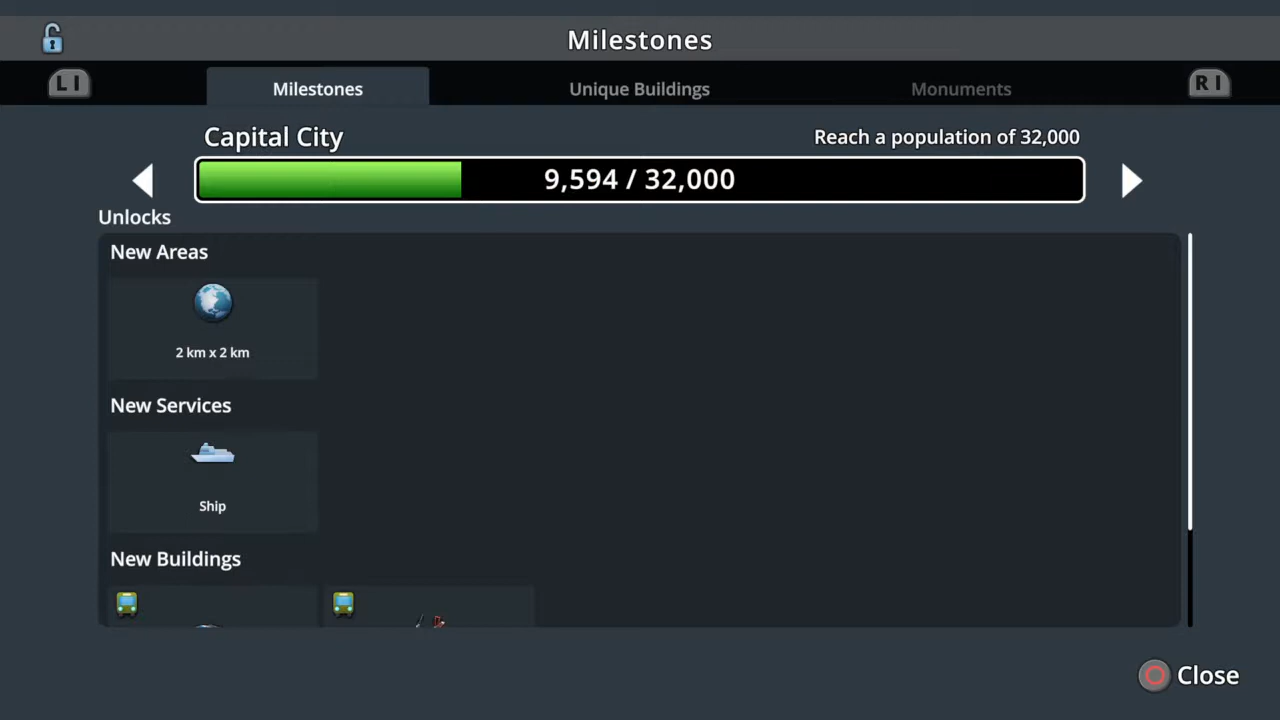 Milestones
L1
Milestones
Unique Buildings
Monuments
R1
Capital City
Reach a population of 32,000
9,594 / 32,000
Unlocks
New Areas
2 km x 2 km
New Services
Ship
New Buildings
Close